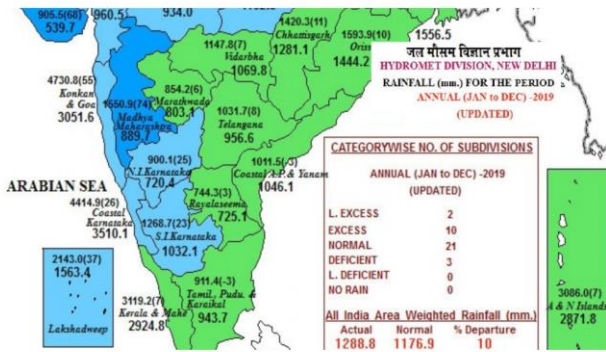 905.5(68)
539.7
960.5
934.0
1420.3(11)
Chhattisgarh
1281.1
1593.9(10)
1444.2
1556.5
1147.8(7)
Vidarbha
1069.8
4730.8(55)
Konkan
& Goa
3051.6
1550.9(74)
Madhya
Maharashtra
889.7
854.2(6)
Marathwada
803.1
1031.7(8)
Telangana
956.6
900.1(25)
N.I.Karnataka
720.4
1011.5(-3)
Coastal A.P. & Yanam
1046.1
744.3(3)
Rayalaseema
725.1
ARABIAN SEA
4414.9(26)
Coastal
Karnataka
3510.1
1268.7(23)
S.I.Karnataka
1032.1
2143.0(37)
1563.4
Lakshadweep
3119.2(7)
Kerala & Mahe
2924.8
911.4(-3)
Tamil. Pudu. &
Karaikal
943.7
जल मौसम विज्ञान प्रभाग
HYDROMET DIVISION, NEW DELHI
RAINFALL (mm.) FOR THE PERIOD
ANNUAL (JAN to DEC) -2019
(UPDATED)
CATEGORYWISE NO. OF SUBDIVISIONS
ANNUAL (JAN to DEC) -2019
(UPDATED)
L. EXCESS 2
EXCESS 10
NORMAL 21
DEFICIENT 3
L. DEFICIENT 0
NO RAIN 0
All India Area Weighted Rainfall (mm.)
Actual Normal % Departure
1288.8 1176.9 10
3086.0(7)
A & N Islands
2871.8